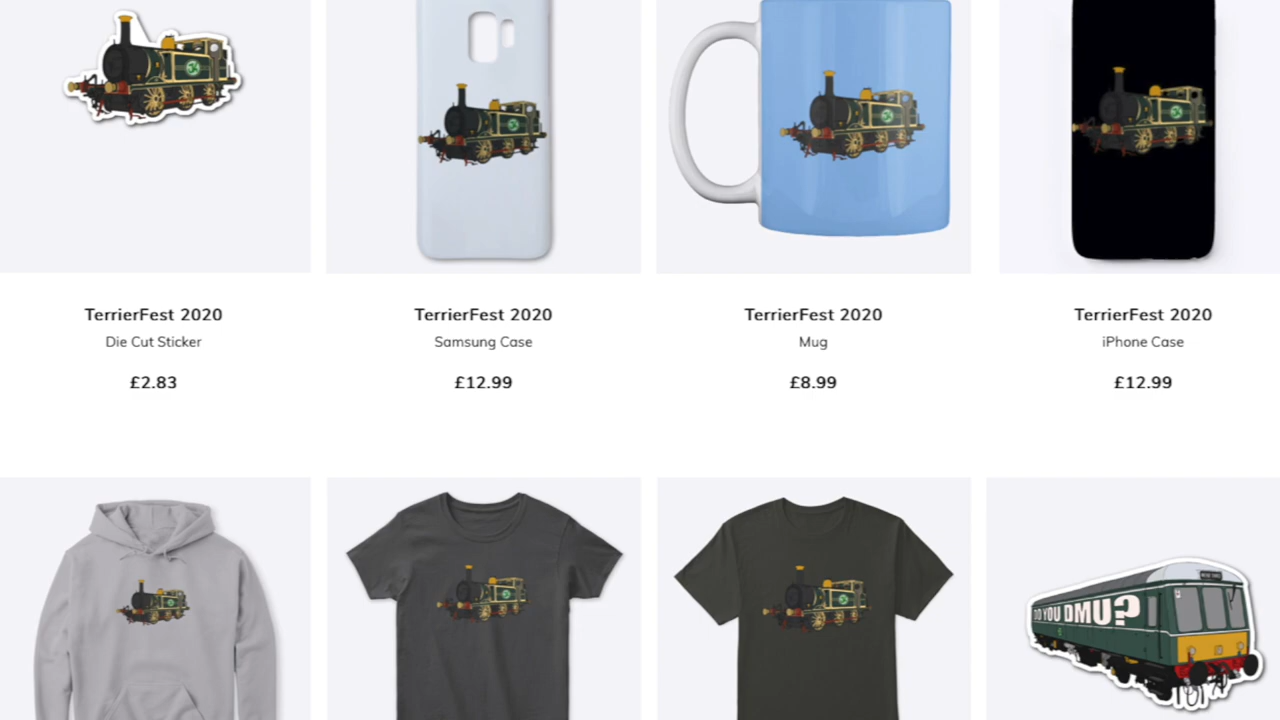 TerrierFest 2020
Die Cut Sticker
£2.83
TerrierFest 2020
Samsung Case
£12.99
TerrierFest 2020
Mug
£8.99
TerrierFest 2020
iPhone Case
£12.99
DO YOU DMU?